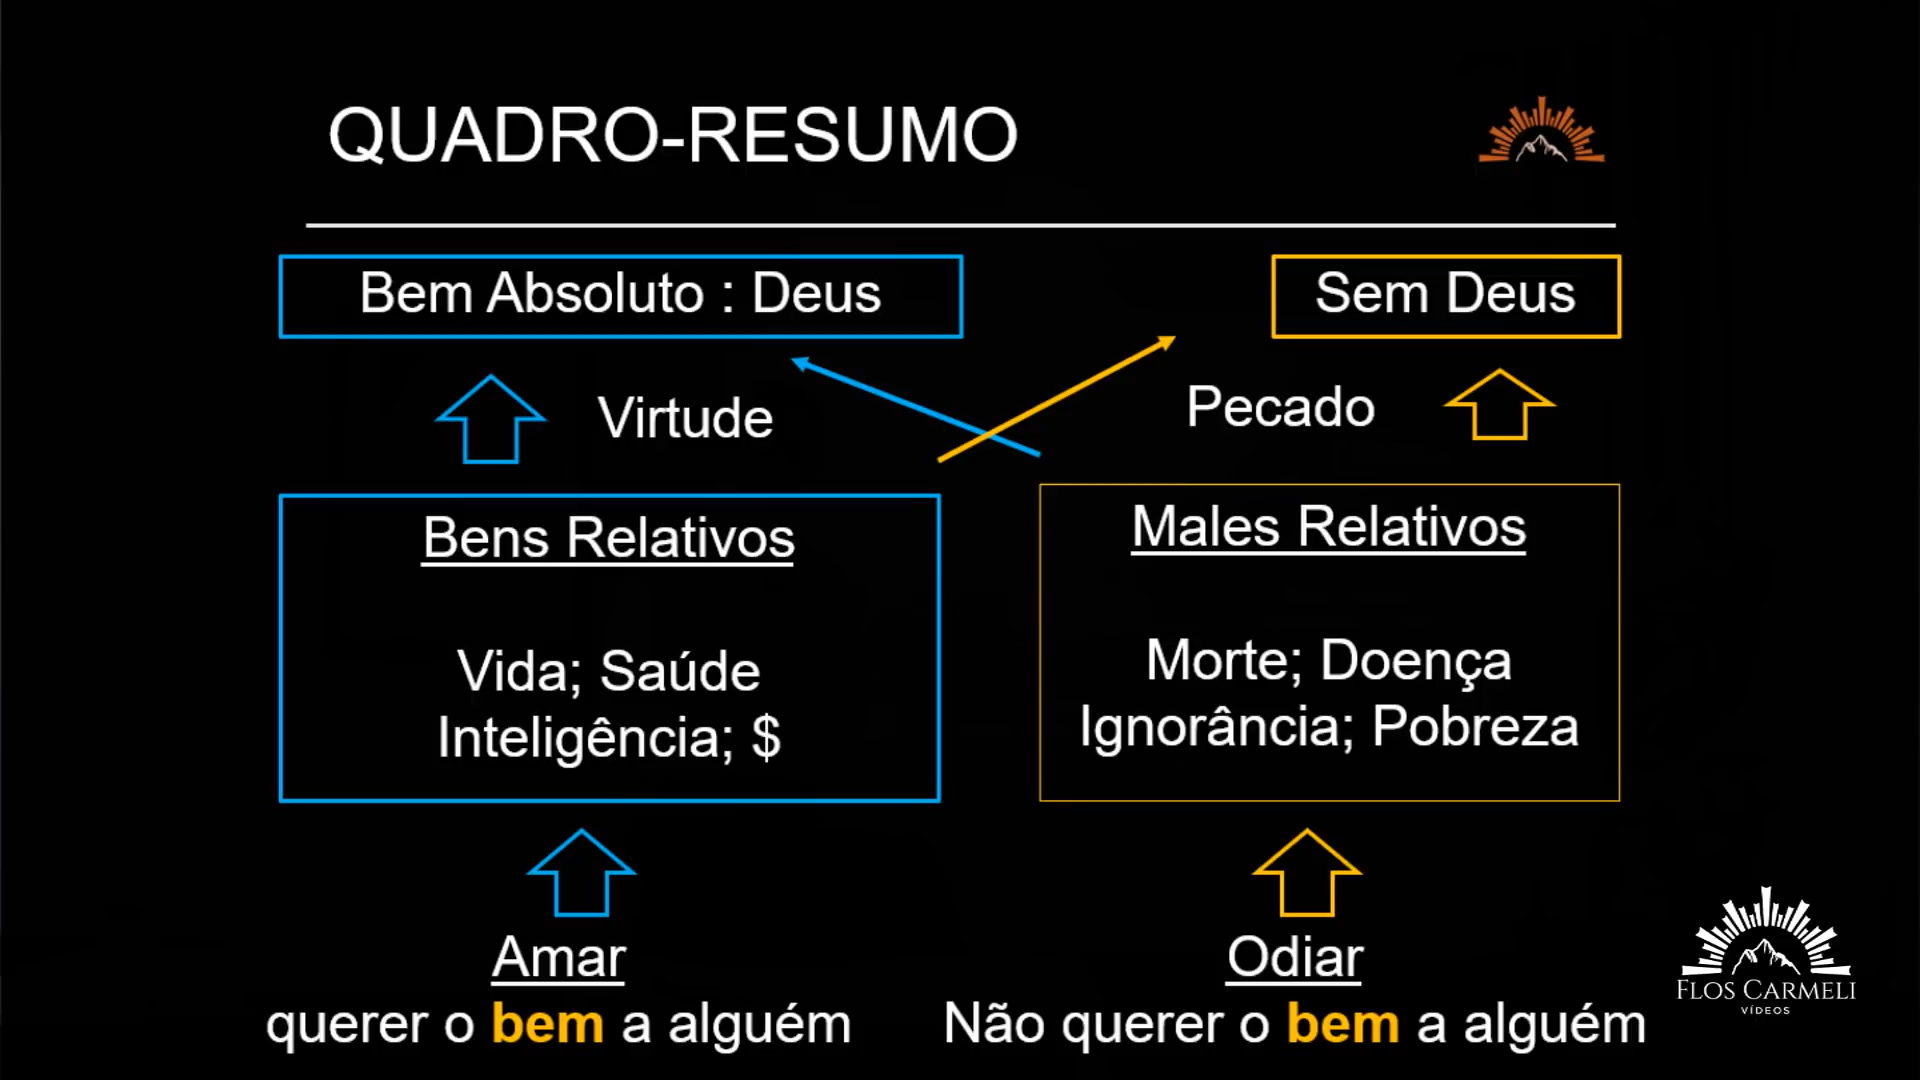 QUADRO-RESUMO
Bem Absoluto : Deus
Sem Deus
Virtude
Pecado
Bens Relativos
Vida; Saúde
Inteligência; $
Males Relativos
Morte; Doença
Ignorância; Pobreza
Amar
querer o bem a alguém
Odiar
Não querer o bem a alguém
FLOS CARMELI
VÍDEOS